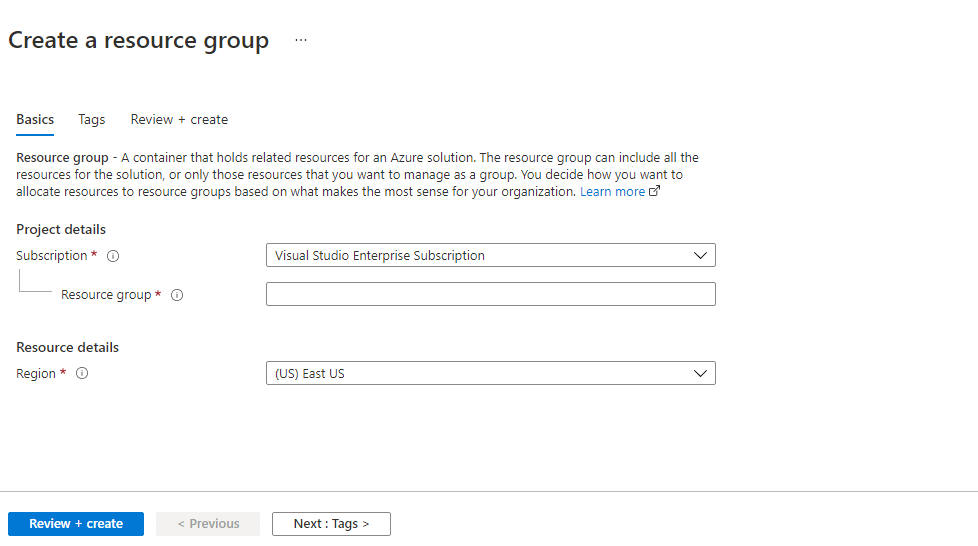 Create a resource group ...
Basics Tags Review + create
Resource group - A container that holds related resources for an Azure solution. The resource group can include all the
resources for the solution, or only those resources that you want to manage as a group. You decide how you want to
allocate resources to resource groups based on what makes the most sense for your organization. Learn more
Project details
Subscription *
Visual Studio Enterprise Subscription
Resource group *
Resource details
Region *
(US) East US
Review + create
< Previous
Next : Tags >